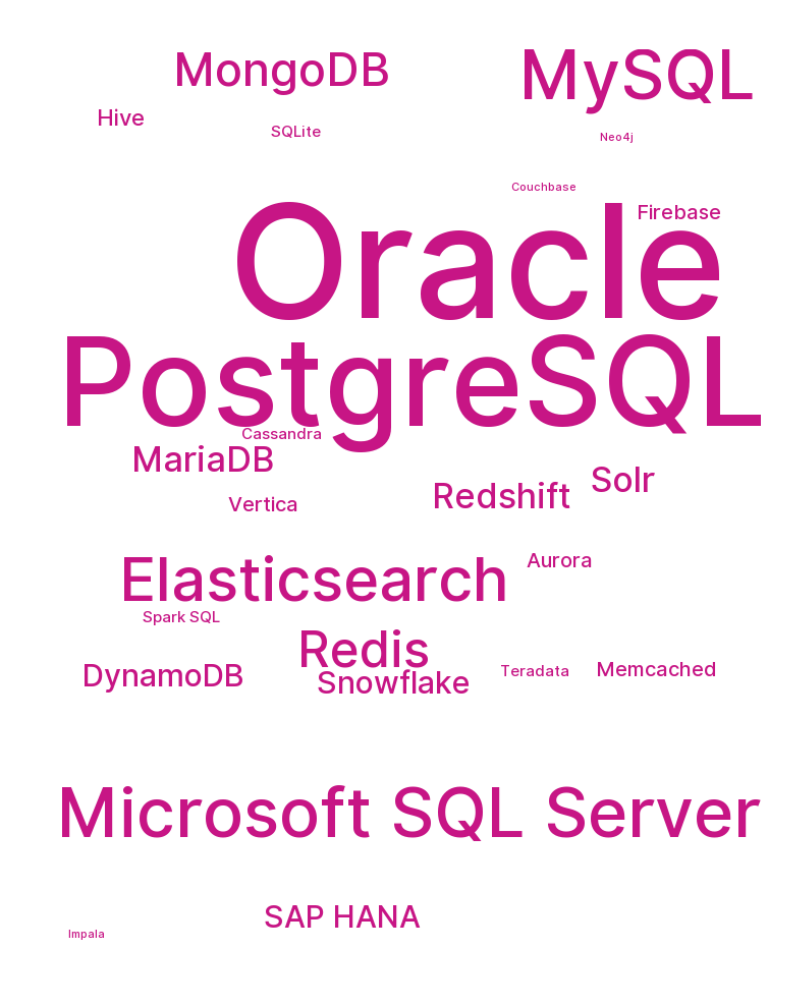 MongoDB
MySQL
Hive
SQLite
Neo4j
Couchbase
Firebase
Oracle
PostgreSQL
Cassandra
MariaDB
Solr
Redshift
Vertica
Aurora
Elasticsearch
Spark SQL
Redis
DynamoDB
Snowflake
Teradata
Memcached
Microsoft SQL Server
SAP HANA
Impala